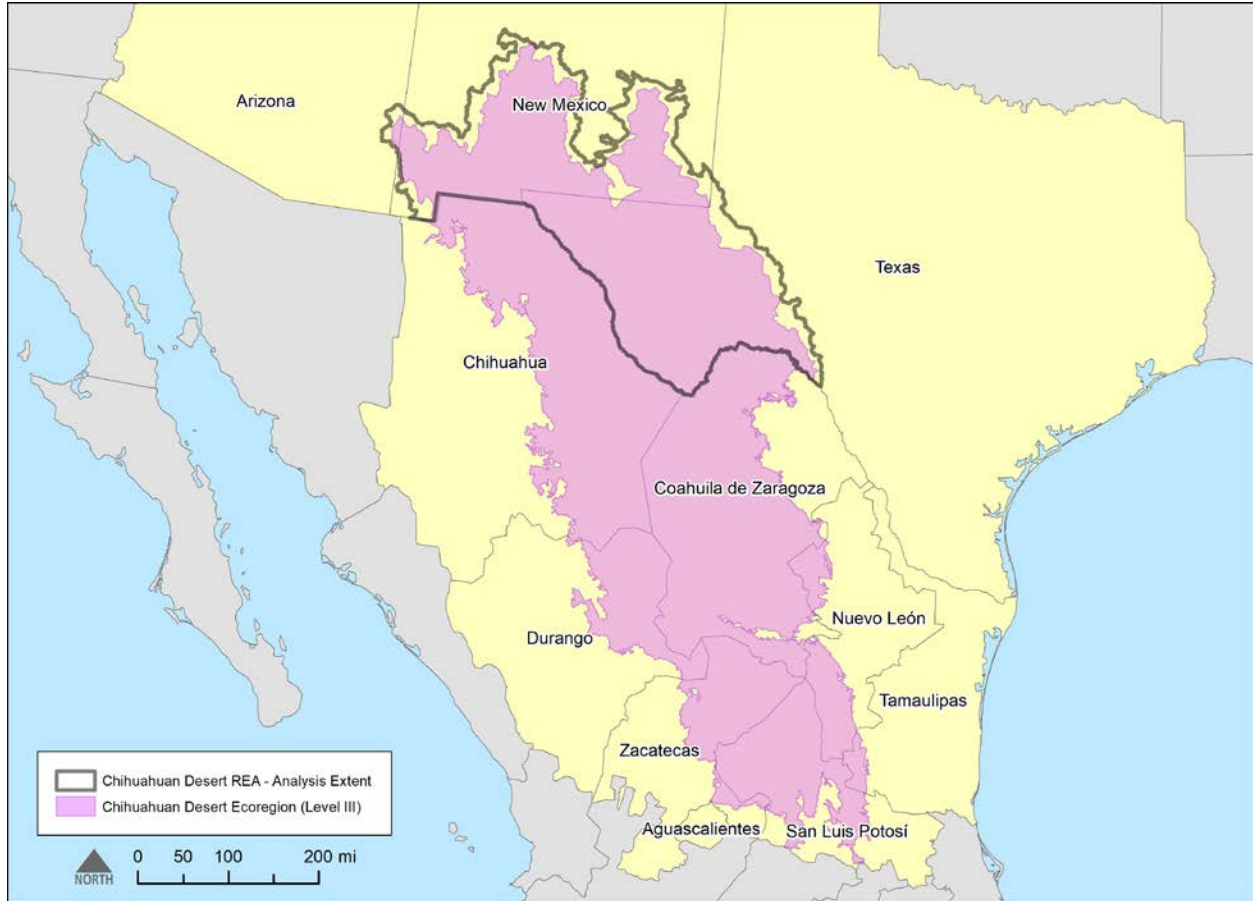 Arizona
New Mexico
Texas
Chihuahua
Coahuila de Zaragoza
Durango
Nuevo León
Tamaulipas
Zacatecas
Aguascalientes
San Luis Potosí
Chihuahuan Desert REA - Analysis Extent
Chihuahuan Desert Ecoregion (Level III)
NORTH
0 50 100 200 mi